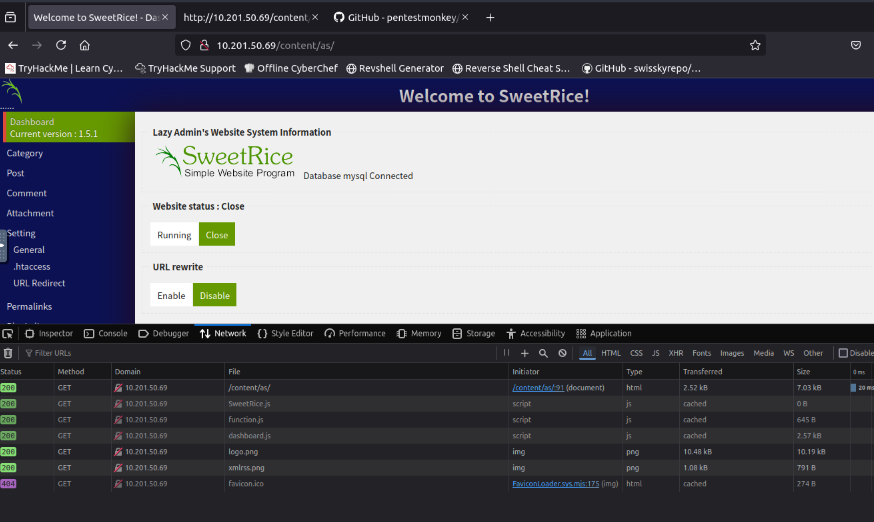 Welcome to SweetRice! - Das
http://10.201.50.69/content/
GitHub - pentestmonkey/
10.201.50.69/content/as/
TryHackMe | Learn Cy…
TryHackMe Support
Offline CyberChef
Revshell Generator
Reverse Shell Cheat S…
GitHub - swisskyrepo/…
......
Welcome to SweetRice!
Dashboard
Current version : 1.5.1
Category
Post
Comment
Attachment
Setting
General
.htaccess
URL Redirect
Permalinks
Lazy Admin's Website System Information
SweetRice
Simple Website Program
Database mysql Connected
Website status : Close
Running Close
URL rewrite
Enable Disable
Inspector Console Debugger Network Style Editor Performance Memory Storage Accessibility Application
Filter URLs
All HTML CSS JS XHR Fonts Images Media WS Other Disable
Status Method Domain File Initiator Type Transferred Size 0 ms
200 GET 10.201.50.69 /content/as/ /content/as/:91 (document) html 2.52 kB 7.03 kB 20 ms
200 GET 10.201.50.69 SweetRice.js script js cached 0 B
200 GET 10.201.50.69 function.js script js cached 645 B
200 GET 10.201.50.69 dashboard.js script js cached 2.57 kB
200 GET 10.201.50.69 logo.png img png 10.48 kB 10.19 kB
200 GET 10.201.50.69 xmlrss.png img png 1.08 kB 791 B
404 GET 10.201.50.69 favicon.ico FaviconLoader.sys.mjs:175 (img) html cached 274 B